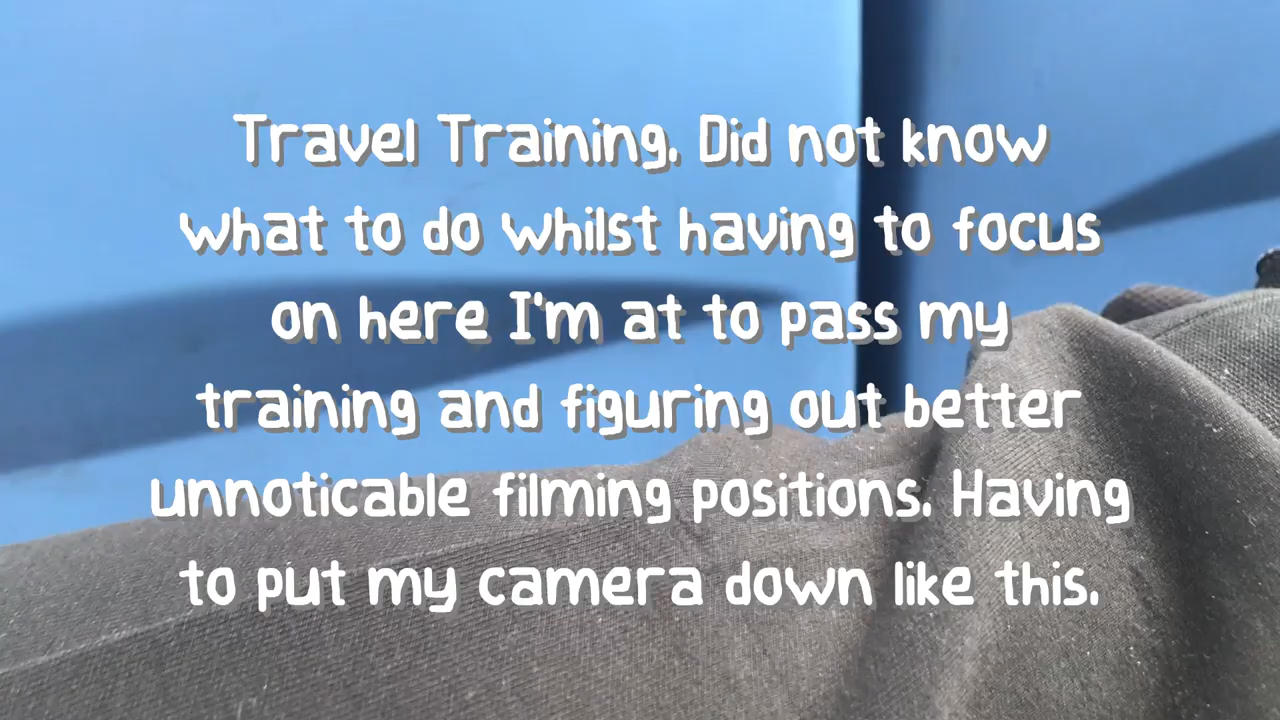 Travel Training. Did not know
what to do whilst having to focus
on here I'm at to pass my
training and figuring out better
unnoticable filming positions. Having
to put my camera down like this.